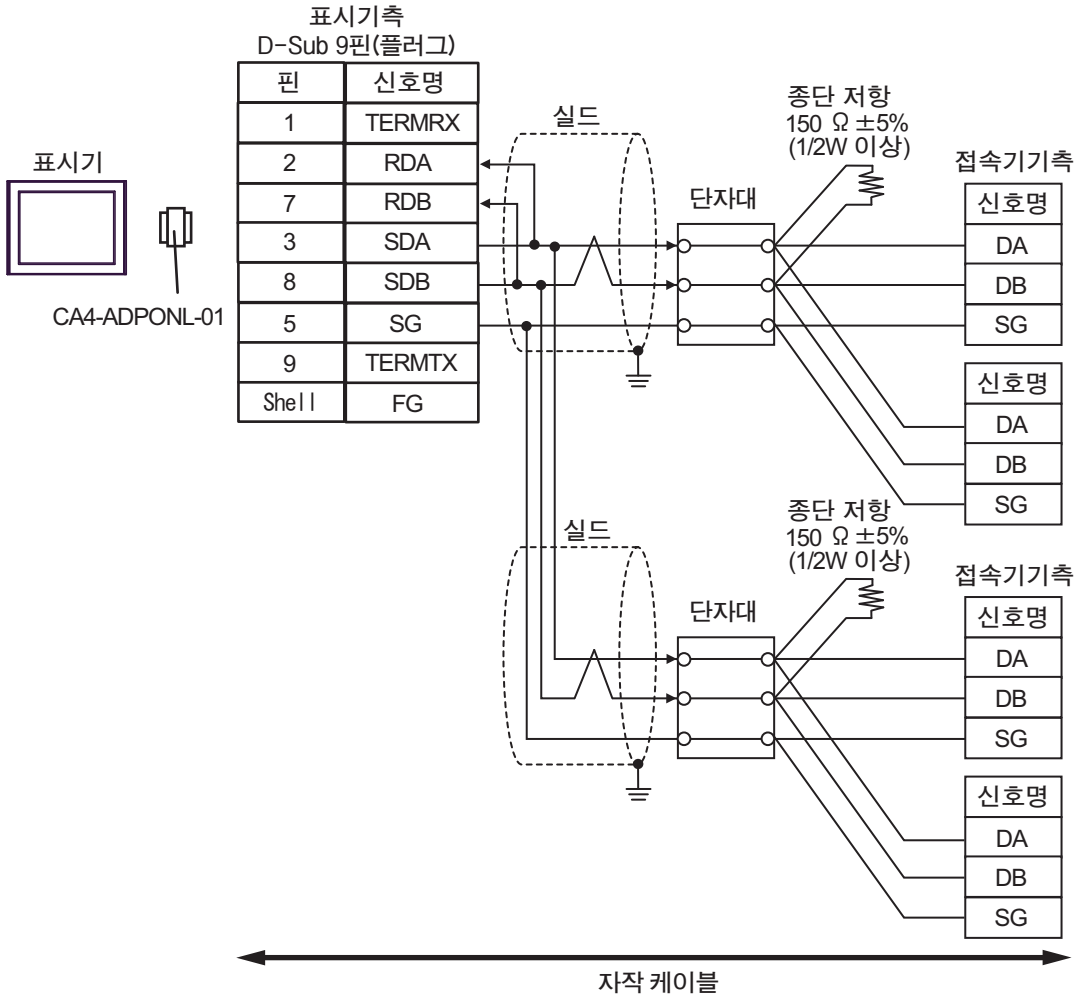 표시기측
D-Sub 9핀(플러그)
핀 신호명
1 TERMRX
2 RDA
7 RDB
3 SDA
8 SDB
5 SG
9 TERMTX
Shell FG
표시기
CA4-ADPONL-01
실드
단자대
종단 저항
150 Ω ±5%
(1/2W 이상)
접속기기측
신호명
DA
DB
SG
신호명
DA
DB
SG
실드
단자대
종단 저항
150 Ω ±5%
(1/2W 이상)
접속기기측
신호명
DA
DB
SG
신호명
DA
DB
SG
자작 케이블